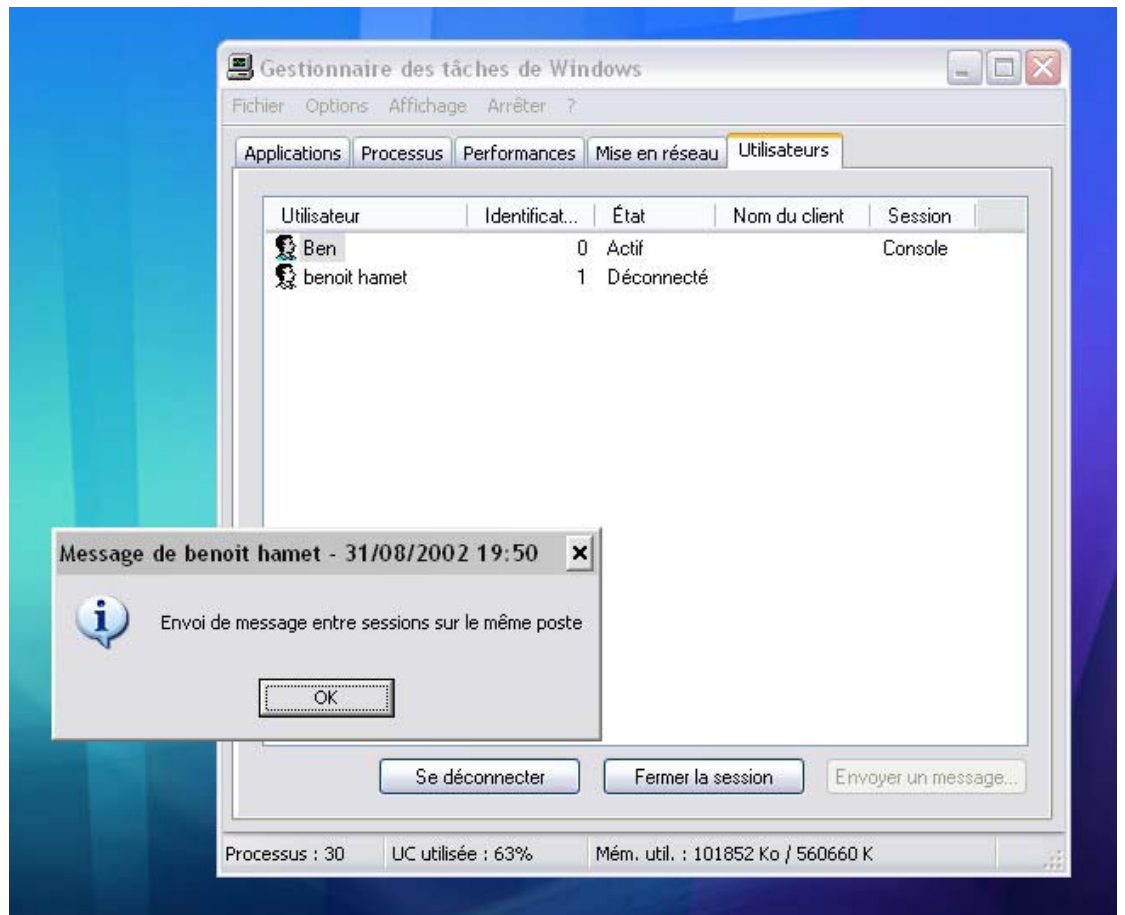 Gestionnaire des tâches de Windows
Fichier Options Affichage Arrêter ?
Applications Processus Performances Mise en réseau Utilisateurs
Utilisateur Identificat... État Nom du client Session
Ben 0 Actif Console
benoit hamet 1 Déconnecté
Message de benoit hamet - 31/08/2002 19:50
Envoi de message entre sessions sur le même poste
OK
Se déconnecter Fermer la session Envoyer un message...
Processus : 30 UC utilisée : 63% Mém. util. : 101852 Ko / 560660 K